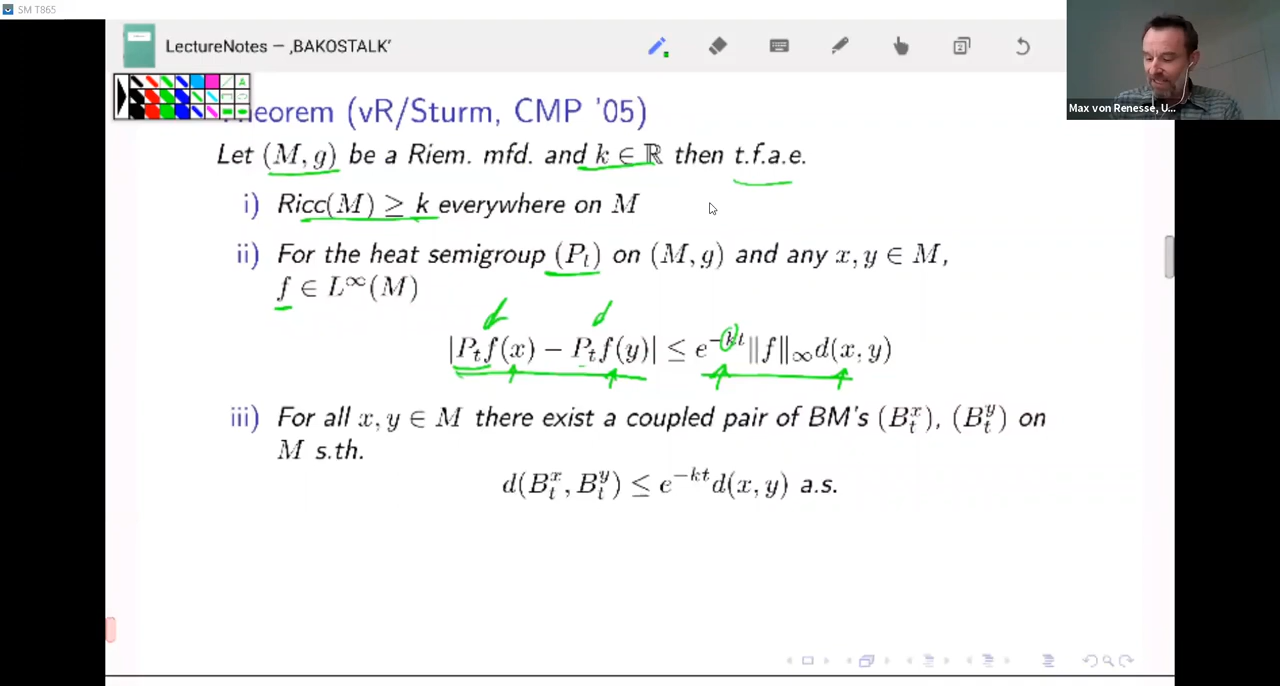 SM T865
LectureNotes — ‚BAKOSTALK‘
Max von Renesse, U...
heorem (vR/Sturm, CMP '05)
Let (M, g) be a Riem. mfd. and k ∈ ℝ then t.f.a.e.
i) Ricc(M) ≥ k everywhere on M
ii) For the heat semigroup (P_t) on (M, g) and any x, y ∈ M,
f ∈ L^∞(M)
|P_t f(x) − P_t f(y)| ≤ e^{−kt} ‖f‖_∞ d(x, y)
iii) For all x, y ∈ M there exist a coupled pair of BM's (B_t^x), (B_t^y) on
M s.th.
d(B_t^x, B_t^y) ≤ e^{−kt} d(x, y) a.s.